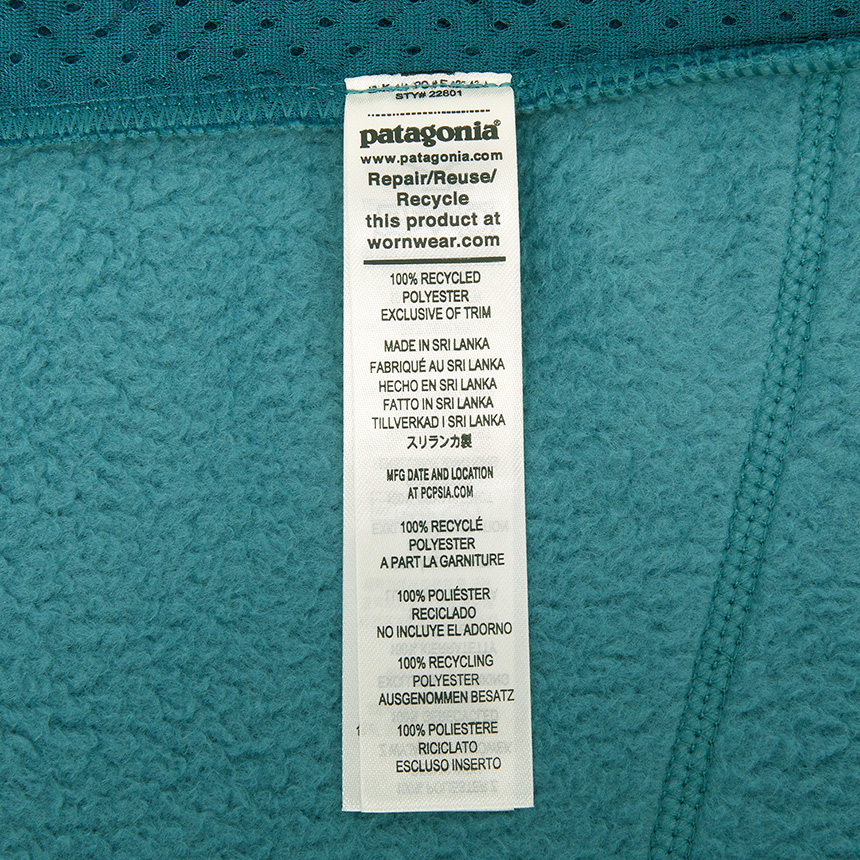 STY# 22801
patagonia®
www.patagonia.com
Repair/Reuse/
Recycle
this product at
wornwear.com
100% RECYCLED
POLYESTER
EXCLUSIVE OF TRIM
MADE IN SRI LANKA
FABRIQUÉ AU SRI LANKA
HECHO EN SRI LANKA
FATTO IN SRI LANKA
TILLVERKAD I SRI LANKA
スリランカ製
MFG DATE AND LOCATION
AT PCPSIA.COM
100% RECYCLÉ
POLYESTER
A PART LA GARNITURE
100% POLIÉSTER
RECICLADO
NO INCLUYE EL ADORNO
100% RECYCLING
POLYESTER
AUSGENOMMEN BESATZ
100% POLIESTERE
RICICLATO
ESCLUSO INSERTO